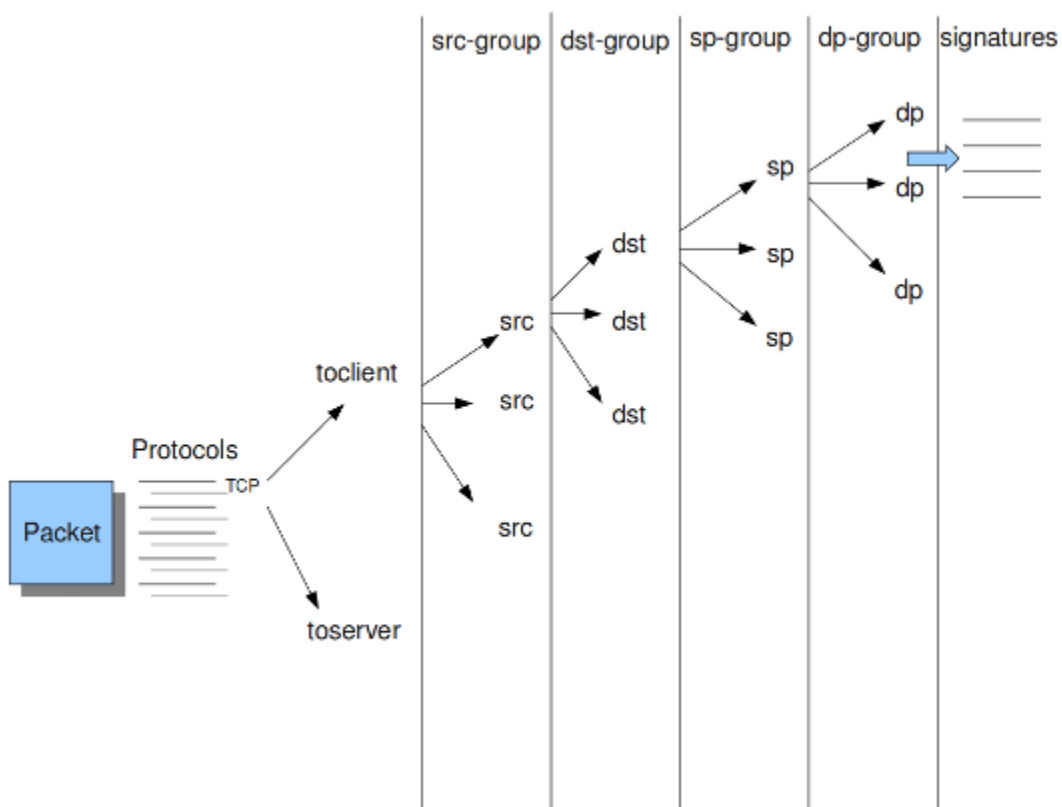 src-group dst-group sp-group dp-group signatures
dp
sp
dp
dst
sp
dp
src
dst
sp
toclient
src
dst
Protocols
TCP
Packet
src
toserver